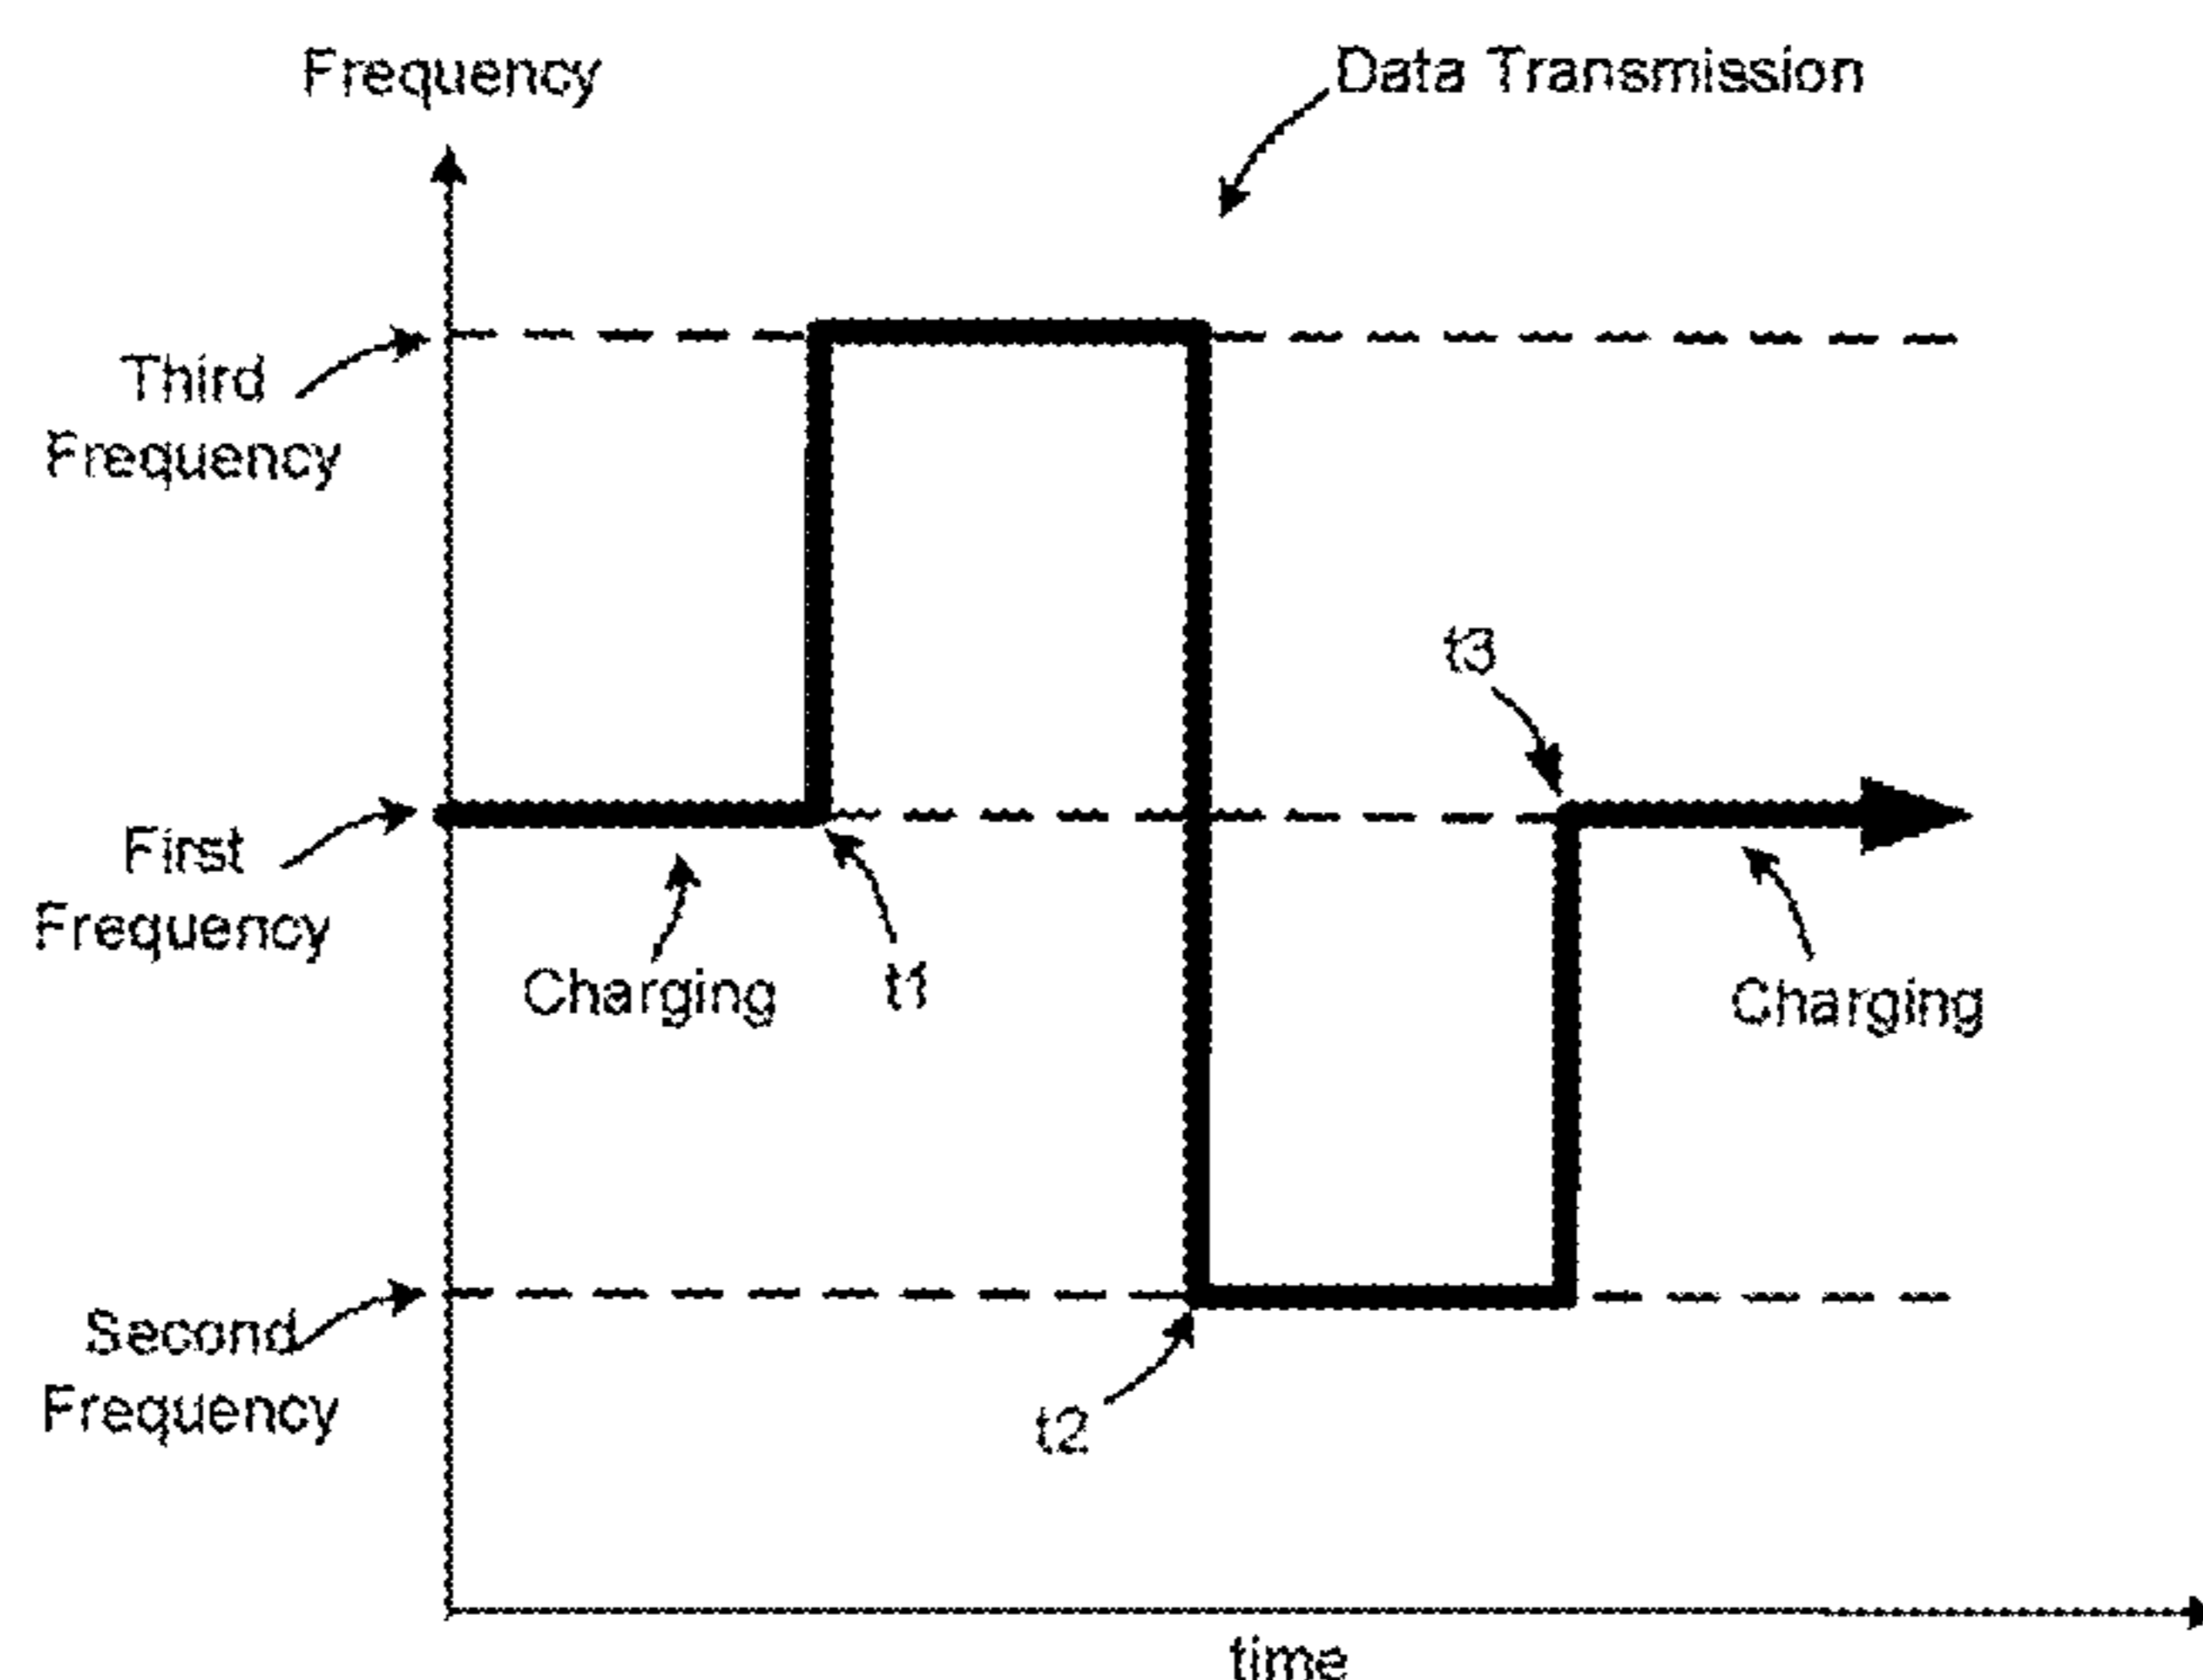 Frequency
Data Transmission
Third
Frequency
t3
First
Frequency
Charging
t1
Charging
Second
Frequency
t2
time